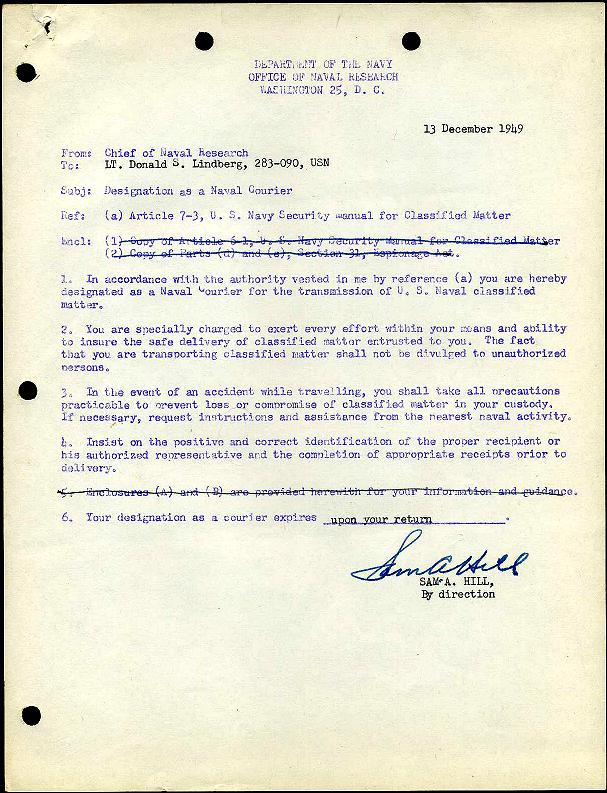 DEPARTMENT OF THE NAVY
OFFICE OF NAVAL RESEARCH
WASHINGTON 25, D. C.
13 December 1949
From: Chief of Naval Research
To: LT. Donald S. Lindberg, 283-090, USN
Subj: Designation as a Naval Courier
Ref: (a) Article 7-3, U. S. Navy Security manual for Classified Matter
Encl: (1) Copy of Article 6-1, U. S. Navy Security Manual for Classified Matter
(2) Copy of Parts (d) and (e), Section 31, Espionage Act.
1. In accordance with the authority vested in me by reference (a) you are hereby
designated as a Naval Courier for the transmission of U. S. Naval classified
matter.
2. You are specially charged to exert every effort within your means and ability
to insure the safe delivery of classified matter entrusted to you. The fact
that you are transporting classified matter shall not be divulged to unauthorized
persons.
3. In the event of an accident while travelling, you shall take all precautions
practicable to prevent loss or compromise of classified matter in your custody.
If necessary, request instructions and assistance from the nearest naval activity.
4. Insist on the positive and correct identification of the proper recipient or
his authorized representative and the completion of appropriate receipts prior to
delivery.
5. Enclosures (A) and (B) are provided herewith for your information and guidance.
6. Your designation as a courier expires upon your return.
Sam A Hill
SAM A. HILL,
By direction